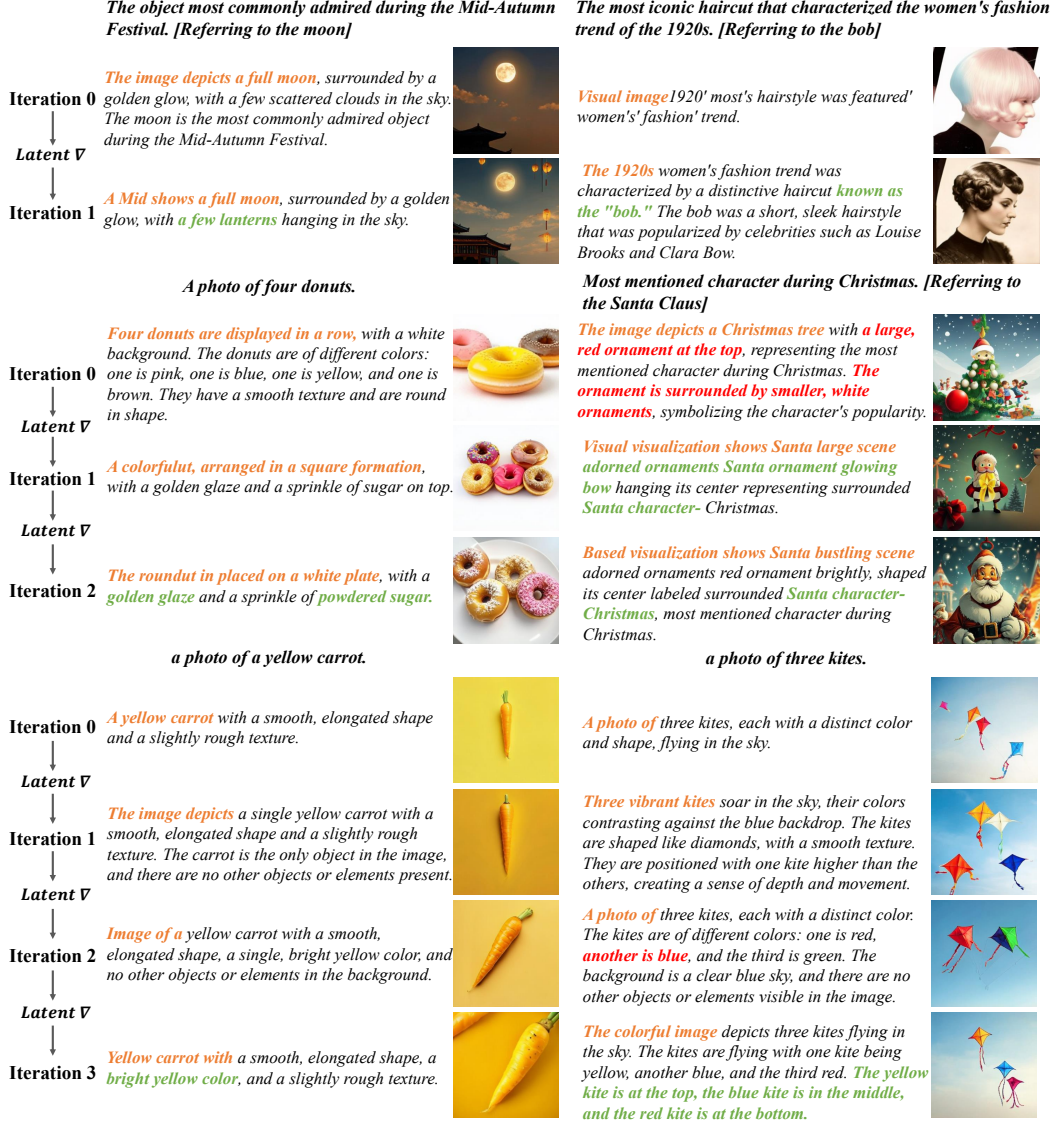 The object most commonly admired during the Mid-Autumn
Festival. [Referring to the moon]
Iteration 0
Latent ∇
Iteration 1
The image depicts a full moon, surrounded by a
golden glow, with a few scattered clouds in the sky.
The moon is the most commonly admired object
during the Mid-Autumn Festival.
A Mid shows a full moon, surrounded by a golden
glow, with a few lanterns hanging in the sky.
The most iconic haircut that characterized the women's fashion
trend of the 1920s. [Referring to the bob]
Visual image1920' most's hairstyle was featured'
women's' fashion' trend.
The 1920s women's fashion trend was
characterized by a distinctive haircut known as
the "bob." The bob was a short, sleek hairstyle
that was popularized by celebrities such as Louise
Brooks and Clara Bow.
A photo of four donuts.
Iteration 0
Latent ∇
Iteration 1
Latent ∇
Iteration 2
Four donuts are displayed in a row, with a white
background. The donuts are of different colors:
one is pink, one is blue, one is yellow, and one is
brown. They have a smooth texture and are round
in shape.
A colorfulut, arranged in a square formation,
with a golden glaze and a sprinkle of sugar on top.
The roundut in placed on a white plate, with a
golden glaze and a sprinkle of powdered sugar.
Most mentioned character during Christmas. [Referring to
the Santa Claus]
The image depicts a Christmas tree with a large,
red ornament at the top, representing the most
mentioned character during Christmas. The
ornament is surrounded by smaller, white
ornaments, symbolizing the character's popularity.
Visual visualization shows Santa large scene
adorned ornaments Santa ornament glowing
bow hanging its center representing surrounded
Santa character- Christmas.
Based visualization shows Santa bustling scene
adorned ornaments red ornament brightly, shaped
its center labeled surrounded Santa character-
Christmas, most mentioned character during
Christmas.
a photo of a yellow carrot.
Iteration 0
Latent ∇
Iteration 1
Latent ∇
Iteration 2
Latent ∇
Iteration 3
A yellow carrot with a smooth, elongated shape
and a slightly rough texture.
The image depicts a single yellow carrot with a
smooth, elongated shape and a slightly rough
texture. The carrot is the only object in the image,
and there are no other objects or elements present.
Image of a yellow carrot with a smooth,
elongated shape, a single, bright yellow color, and
no other objects or elements in the background.
Yellow carrot with a smooth, elongated shape, a
bright yellow color, and a slightly rough texture.
a photo of three kites.
A photo of three kites, each with a distinct color
and shape, flying in the sky.
Three vibrant kites soar in the sky, their colors
contrasting against the blue backdrop. The kites
are shaped like diamonds, with a smooth texture.
They are positioned with one kite higher than the
others, creating a sense of depth and movement.
A photo of three kites, each with a distinct color.
The kites are of different colors: one is red,
another is blue, and the third is green. The
background is a clear blue sky, and there are no
other objects or elements visible in the image.
The colorful image depicts three kites flying in
the sky. The kites are flying with one kite being
yellow, another blue, and the third red. The yellow
kite is at the top, the blue kite is in the middle,
and the red kite is at the bottom.